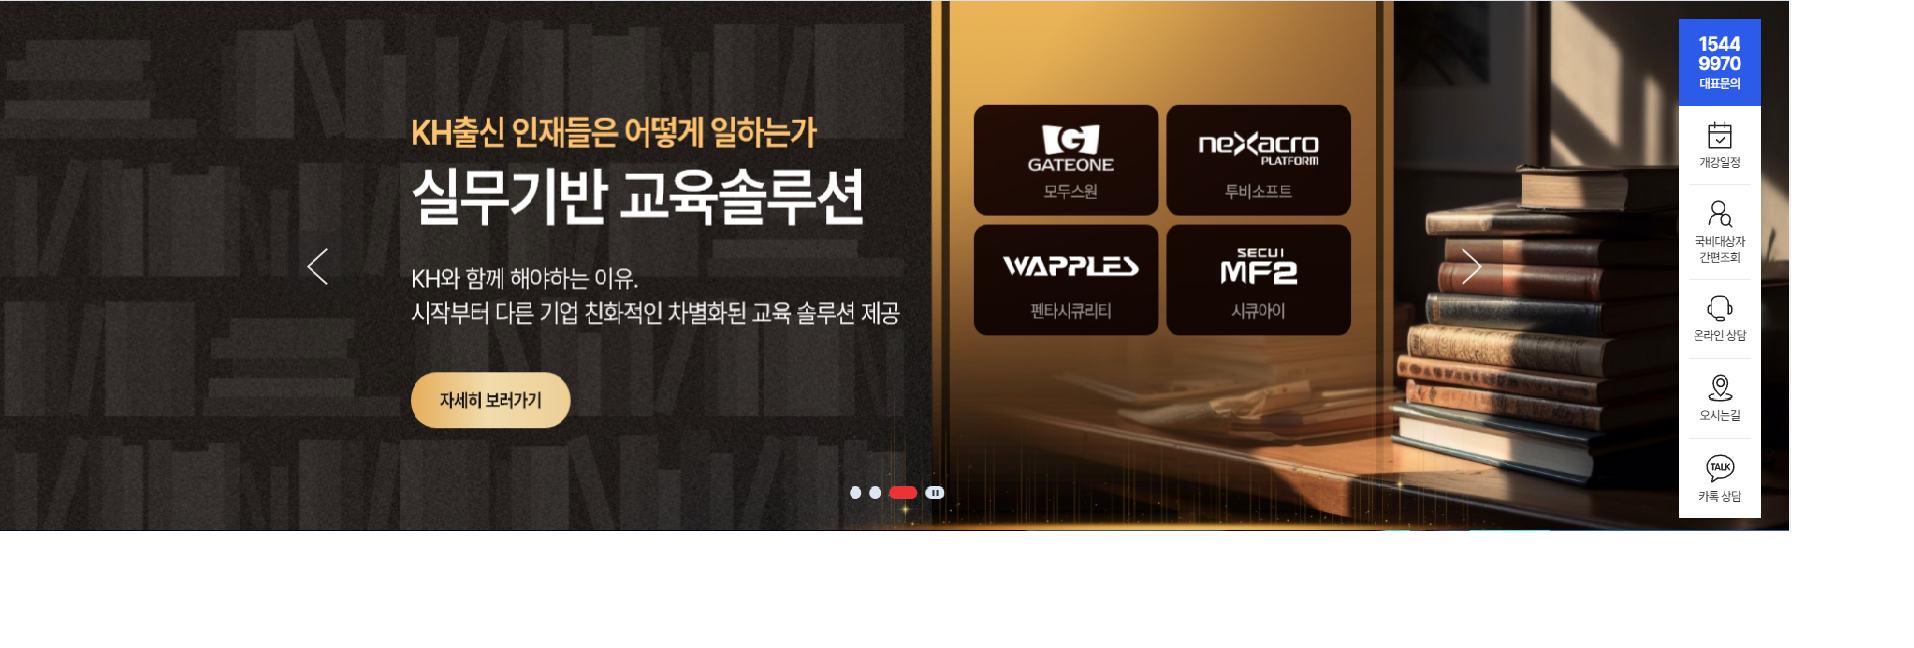 KH출신 인재들은 어떻게 일하는가
실무기반 교육솔루션
KH와 함께 해야하는 이유.
시작부터 다른 기업 친화적인 차별화된 교육 솔루션 제공
자세히 보러가기
G
GATEONE
모두스원
nexacro
PLATFORM
투비소프트
WAPPLES
펜타시큐리티
SECUI
MF2
시큐아이
1544
9970
대표문의
개강일정
국비대상자
간편조회
온라인 상담
오시는길
TALK
카톡 상담